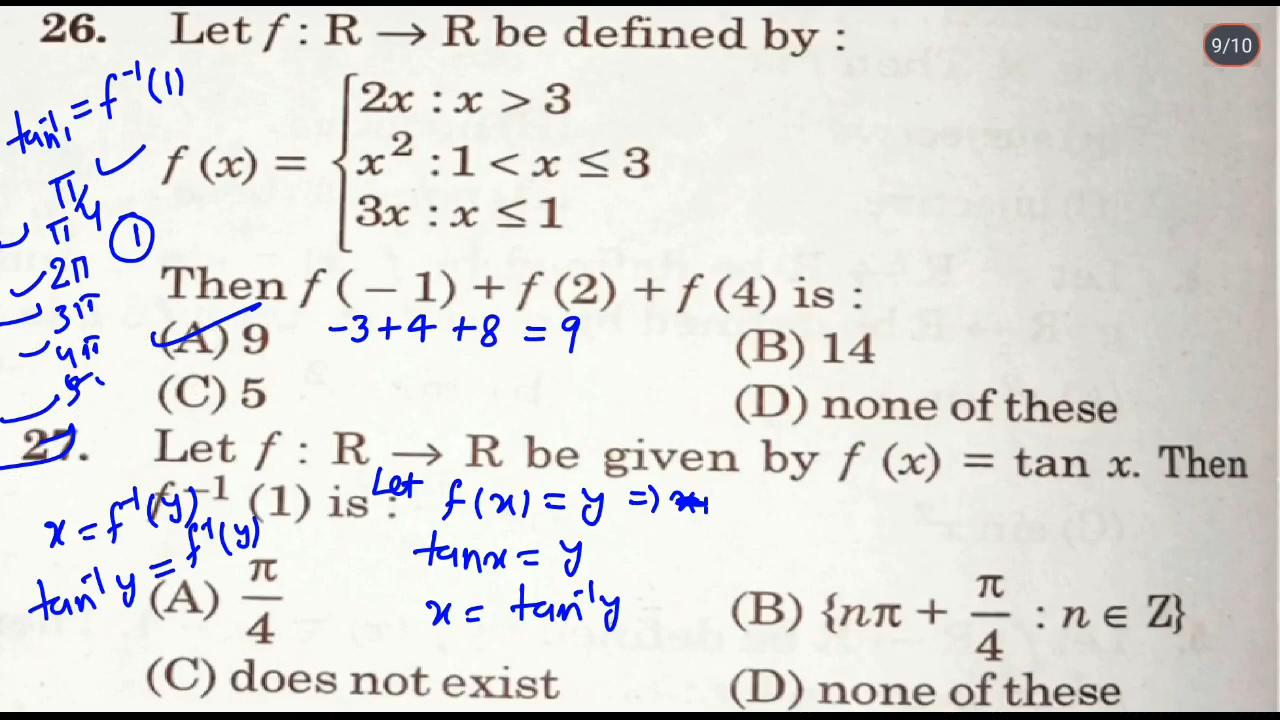 9/10
26. Let f : R → R be defined by :
tan⁻¹1 = f⁻¹(1)
f (x) = { 2x : x > 3
x² : 1 < x ≤ 3
3x : x ≤ 1
π/4
π
①
2π
3π
4π
5
Then f (– 1) + f (2) + f (4) is :
(A) 9
-3+4+8 = 9
(B) 14
(C) 5
(D) none of these
27. Let f : R → R be given by f (x) = tan x. Then
f⁻¹ (1) is :
Let f(x) = y =>
x = f⁻¹(y)
tan x = y
tan⁻¹y = f⁻¹(y)
x = tan⁻¹y
(A) π/4
(B) {nπ + π/4 : n ∈ Z}
(C) does not exist
(D) none of these